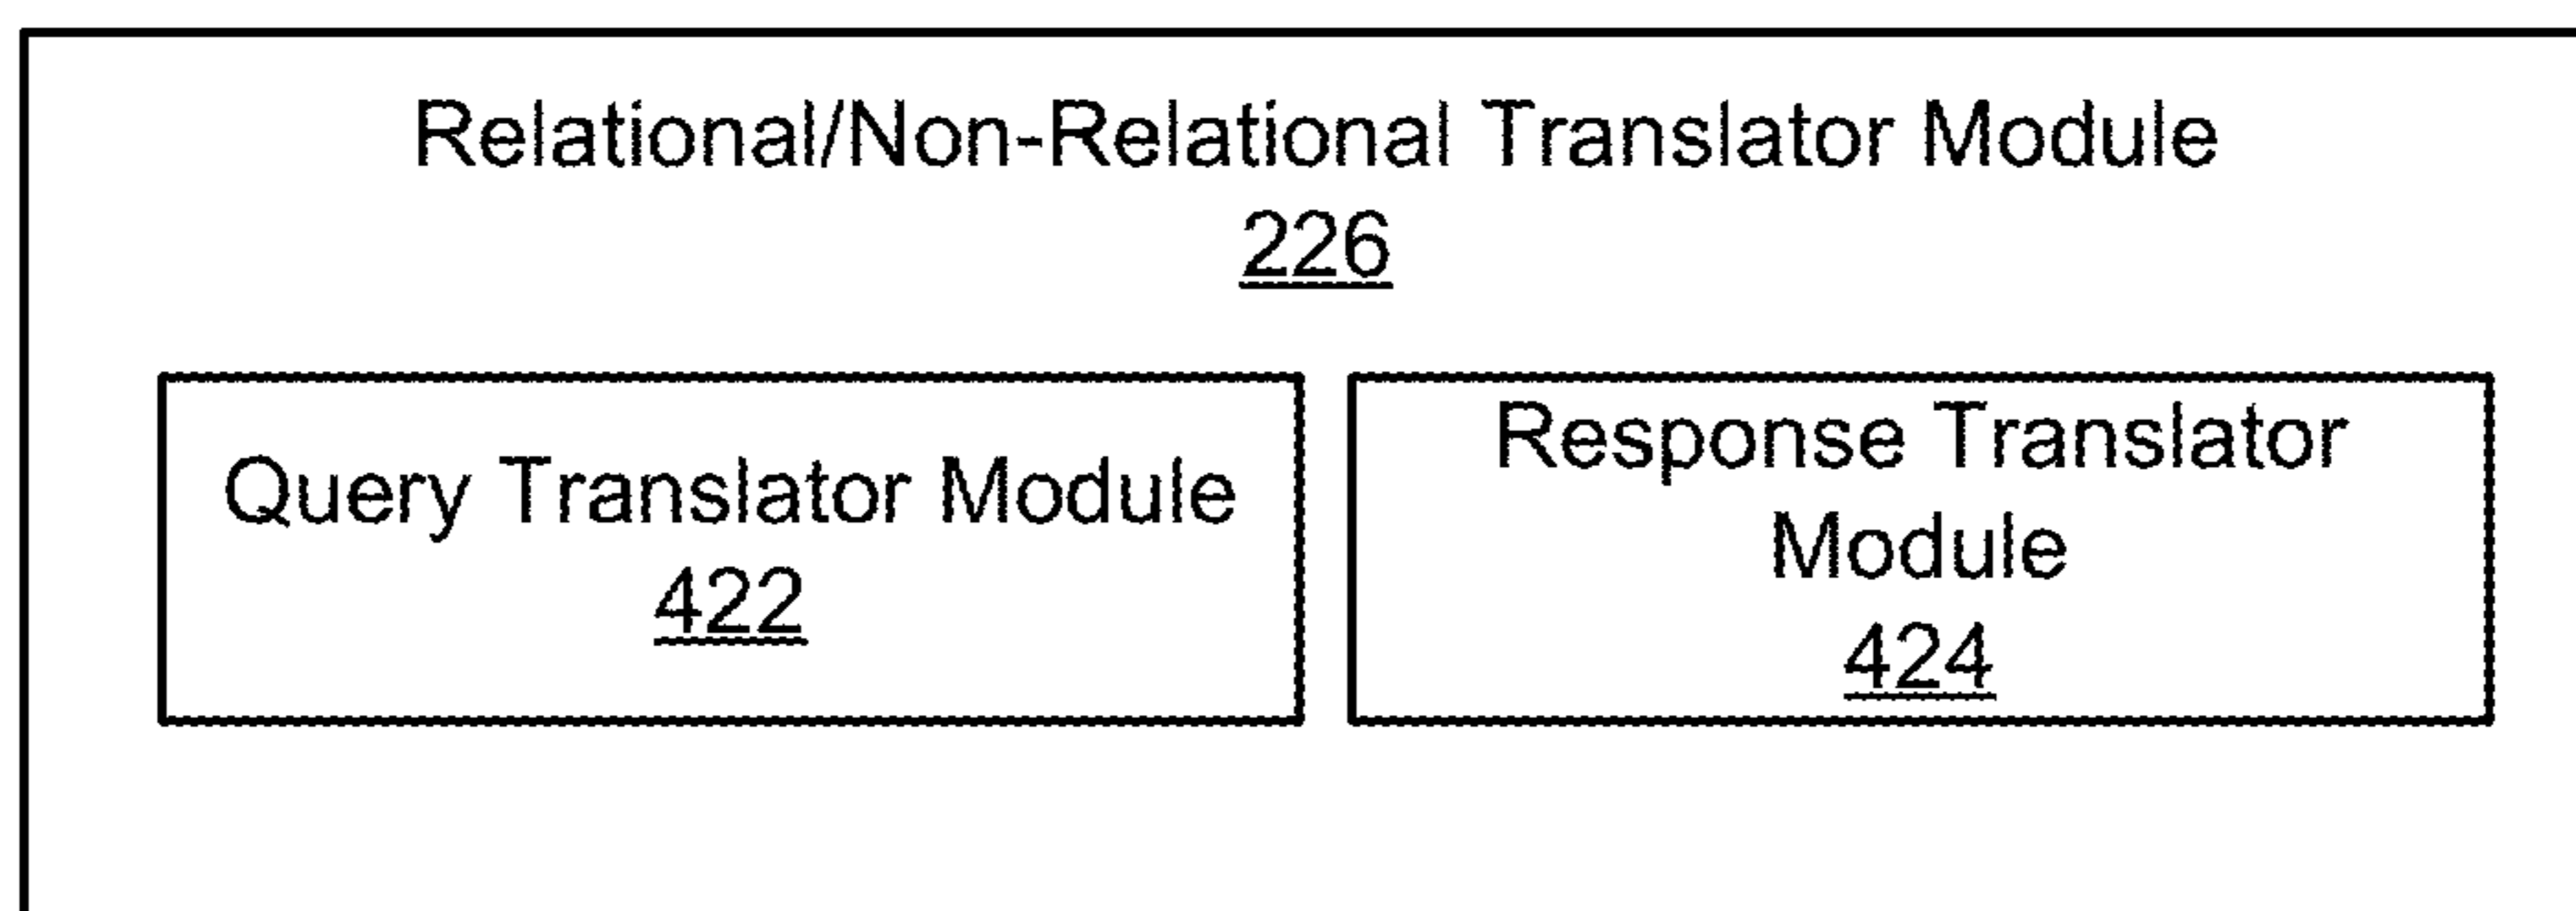 Relational/Non-Relational Translator Module
226
Query Translator Module
422
Response Translator
Module
424